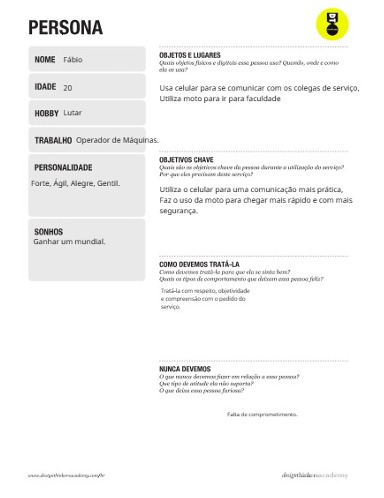 PERSONA
NOME Fábio
IDADE 20
HOBBY Lutar
TRABALHO Operador de Máquinas.
PERSONALIDADE
Forte, Ágil, Alegre, Gentil.
SONHOS
Ganhar um mundial.
OBJETOS E LUGARES
Quais objetos físicos e digitais essa pessoa usa? Quando, onde e como
ela os usa?
Usa celular para se comunicar com os colegas de serviço,
Utiliza moto para ir para faculdade
OBJETIVOS CHAVE
Quais são os objetivos chave da pessoa durante a utilização do serviço?
Por que eles precisam deste serviço?
Utiliza o celular para uma comunicação mais prática,
Faz o uso da moto para chegar mais rápido e com mais
segurança.
COMO DEVEMOS TRATÁ-LA
Como devemos tratá-la para que ela se sinta bem?
Quais os tipos de comportamento que deixam essa pessoa feliz?
Tratá-la com respeito, objetividade
e compreensão com o pedido do
serviço.
NUNCA DEVEMOS
O que nunca devemos fazer em relação a essa pessoa?
Que tipo de atitude ela não suporta?
O que deixa essa pessoa furiosa?
Falta de comprometimento.
www.designthinkersacademy.com/br
designthinkersacademy